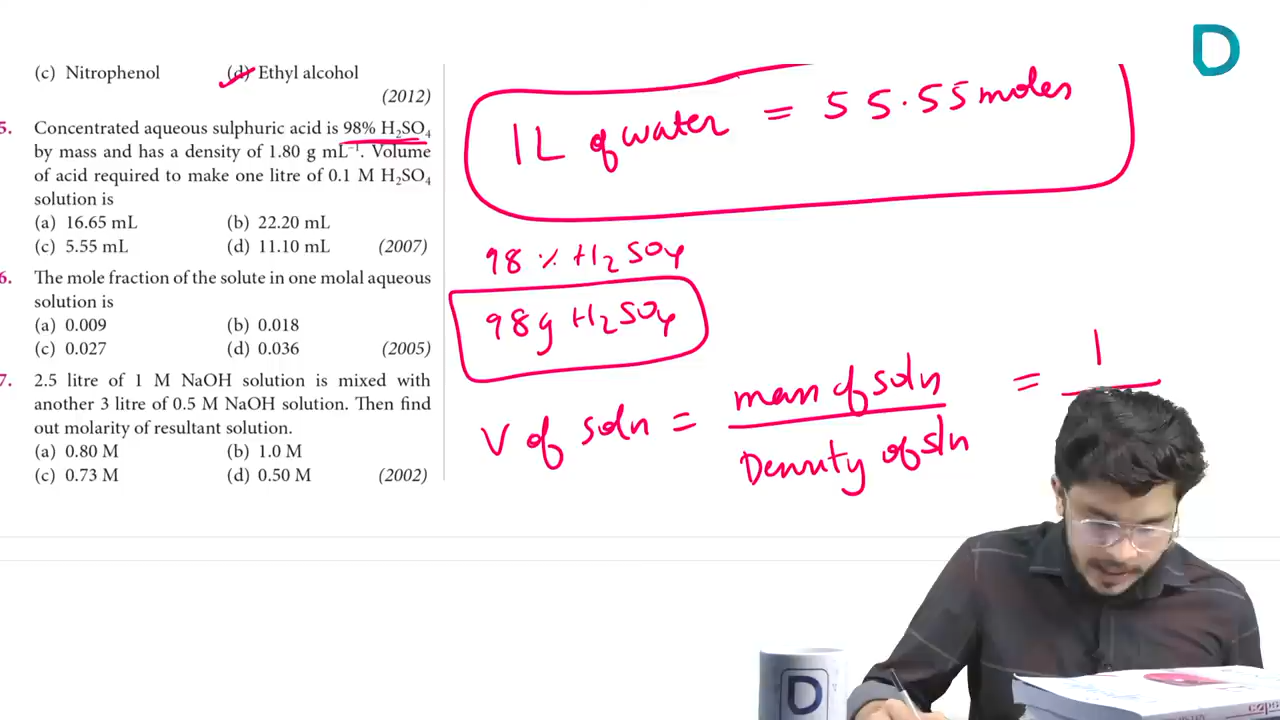 (c) Nitrophenol (d) Ethyl alcohol
(2012)
5. Concentrated aqueous sulphuric acid is 98% H₂SO₄
by mass and has a density of 1.80 g mL⁻¹. Volume
of acid required to make one litre of 0.1 M H₂SO₄
solution is
(a) 16.65 mL (b) 22.20 mL
(c) 5.55 mL (d) 11.10 mL (2007)
6. The mole fraction of the solute in one molal aqueous
solution is
(a) 0.009 (b) 0.018
(c) 0.027 (d) 0.036 (2005)
7. 2.5 litre of 1 M NaOH solution is mixed with
another 3 litre of 0.5 M NaOH solution. Then find
out molarity of resultant solution.
(a) 0.80 M (b) 1.0 M
(c) 0.73 M (d) 0.50 M (2002)
D
1L of water = 55.55 moles
98 % H₂SO₄
98g H₂SO₄
V of soln = mass of soln = 1
Density of sln
D